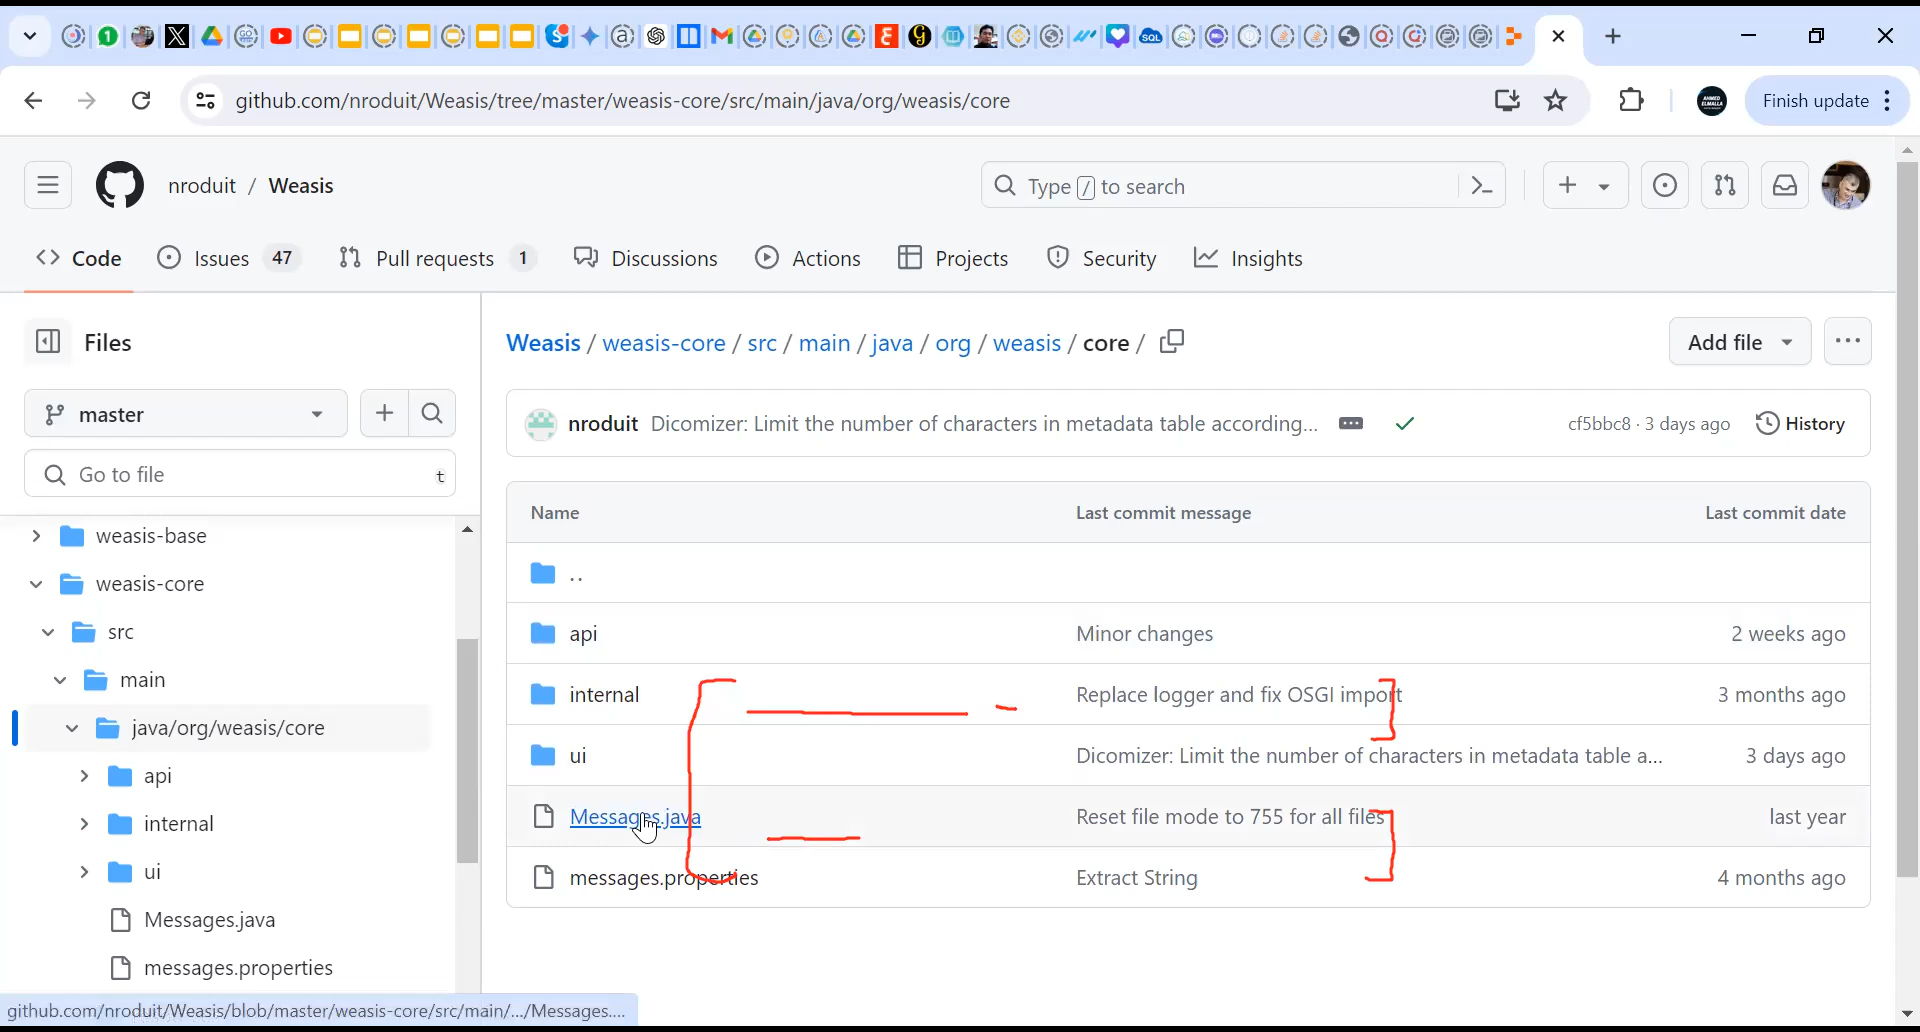 github.com/nroduit/Weasis/tree/master/weasis-core/src/main/java/org/weasis/core
Finish update
nroduit / Weasis
Type / to search
Code
Issues 47
Pull requests 1
Discussions
Actions
Projects
Security
Insights
Files
master
Go to file t
weasis-base
weasis-core
src
main
java/org/weasis/core
api
internal
ui
Messages.java
messages.properties
Weasis / weasis-core / src / main / java / org / weasis / core /
Add file
nroduit Dicomizer: Limit the number of characters in metadata table according... cf5bbc8 · 3 days ago History
Name Last commit message Last commit date
..
api Minor changes 2 weeks ago
internal Replace logger and fix OSGI import 3 months ago
ui Dicomizer: Limit the number of characters in metadata table a... 3 days ago
Messages.java Reset file mode to 755 for all files last year
messages.properties Extract String 4 months ago
github.com/nroduit/Weasis/blob/master/weasis-core/src/main/.../Messages....